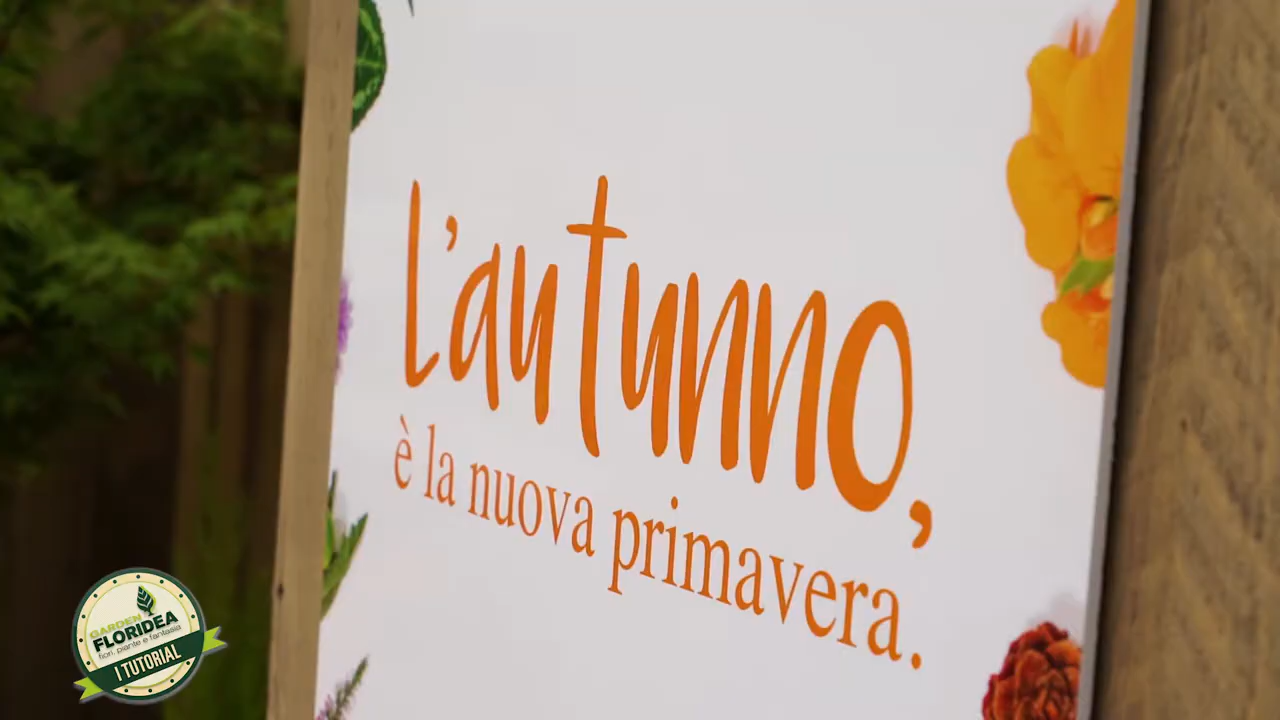 L'autunno,
è la nuova primavera.
GARDEN
FLORIDEA
fiori, piante e fantasia
I TUTORIAL